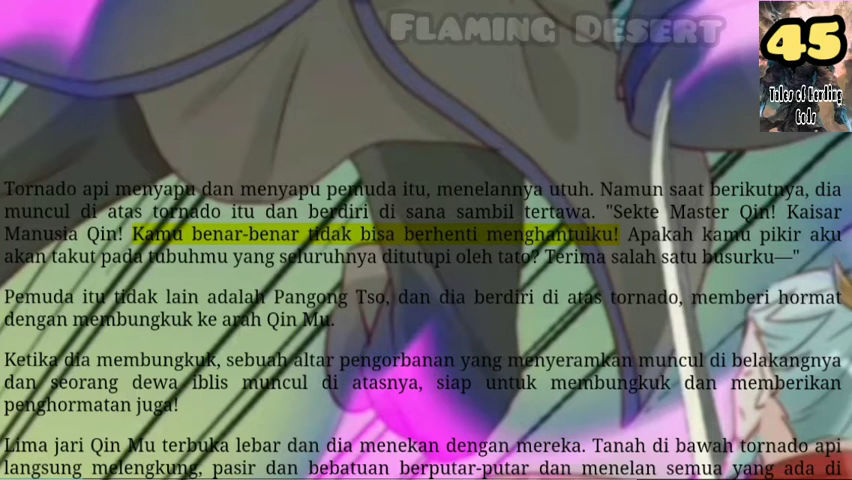 FLAMING DESERT
45
Tales of Herding
Gods
Tornado api menyapu dan menyapu pemuda itu, menelannya utuh. Namun saat berikutnya, dia
muncul di atas tornado itu dan berdiri di sana sambil tertawa. "Sekte Master Qin! Kaisar
Manusia Qin! Kamu benar-benar tidak bisa berhenti menghantuiku! Apakah kamu pikir aku
akan takut pada tubuhmu yang seluruhnya ditutupi oleh tato? Terima salah satu busurku—"
Pemuda itu tidak lain adalah Pangong Tso, dan dia berdiri di atas tornado, memberi hormat
dengan membungkuk ke arah Qin Mu.
Ketika dia membungkuk, sebuah altar pengorbanan yang menyeramkan muncul di belakangnya
dan seorang dewa iblis muncul di atasnya, siap untuk membungkuk dan memberikan
penghormatan juga!
Lima jari Qin Mu terbuka lebar dan dia menekan dengan mereka. Tanah di bawah tornado api
langsung melengkung, pasir dan bebatuan berputar-putar dan menelan semua yang ada di